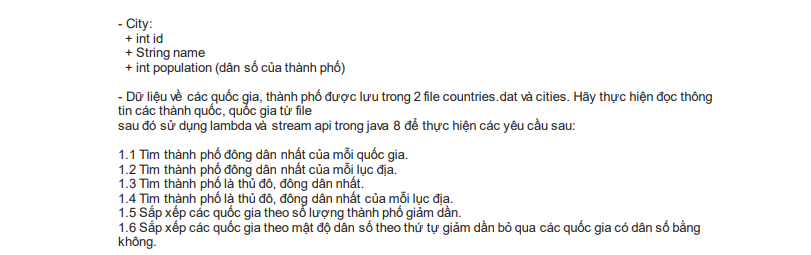 - City:
+ int id
+ String name
+ int population (dân số của thành phố)
- Dữ liệu về các quốc gia, thành phố được lưu trong 2 file countries.dat và cities. Hãy thực hiện đọc thông
tin các thành quốc, quốc gia từ file
sau đó sử dụng lambda và stream api trong java 8 để thực hiện các yêu cầu sau:
1.1 Tìm thành phố đông dân nhất của mỗi quốc gia.
1.2 Tìm thành phố đông dân nhất của mỗi lục địa.
1.3 Tìm thành phố là thủ đô, đông dân nhất.
1.4 Tìm thành phố là thủ đô, đông dân nhất của mỗi lục địa.
1.5 Sắp xếp các quốc gia theo số lượng thành phố giảm dần.
1.6 Sắp xếp các quốc gia theo mật độ dân số theo thứ tự giảm dần bỏ qua các quốc gia có dân số bằng
không.